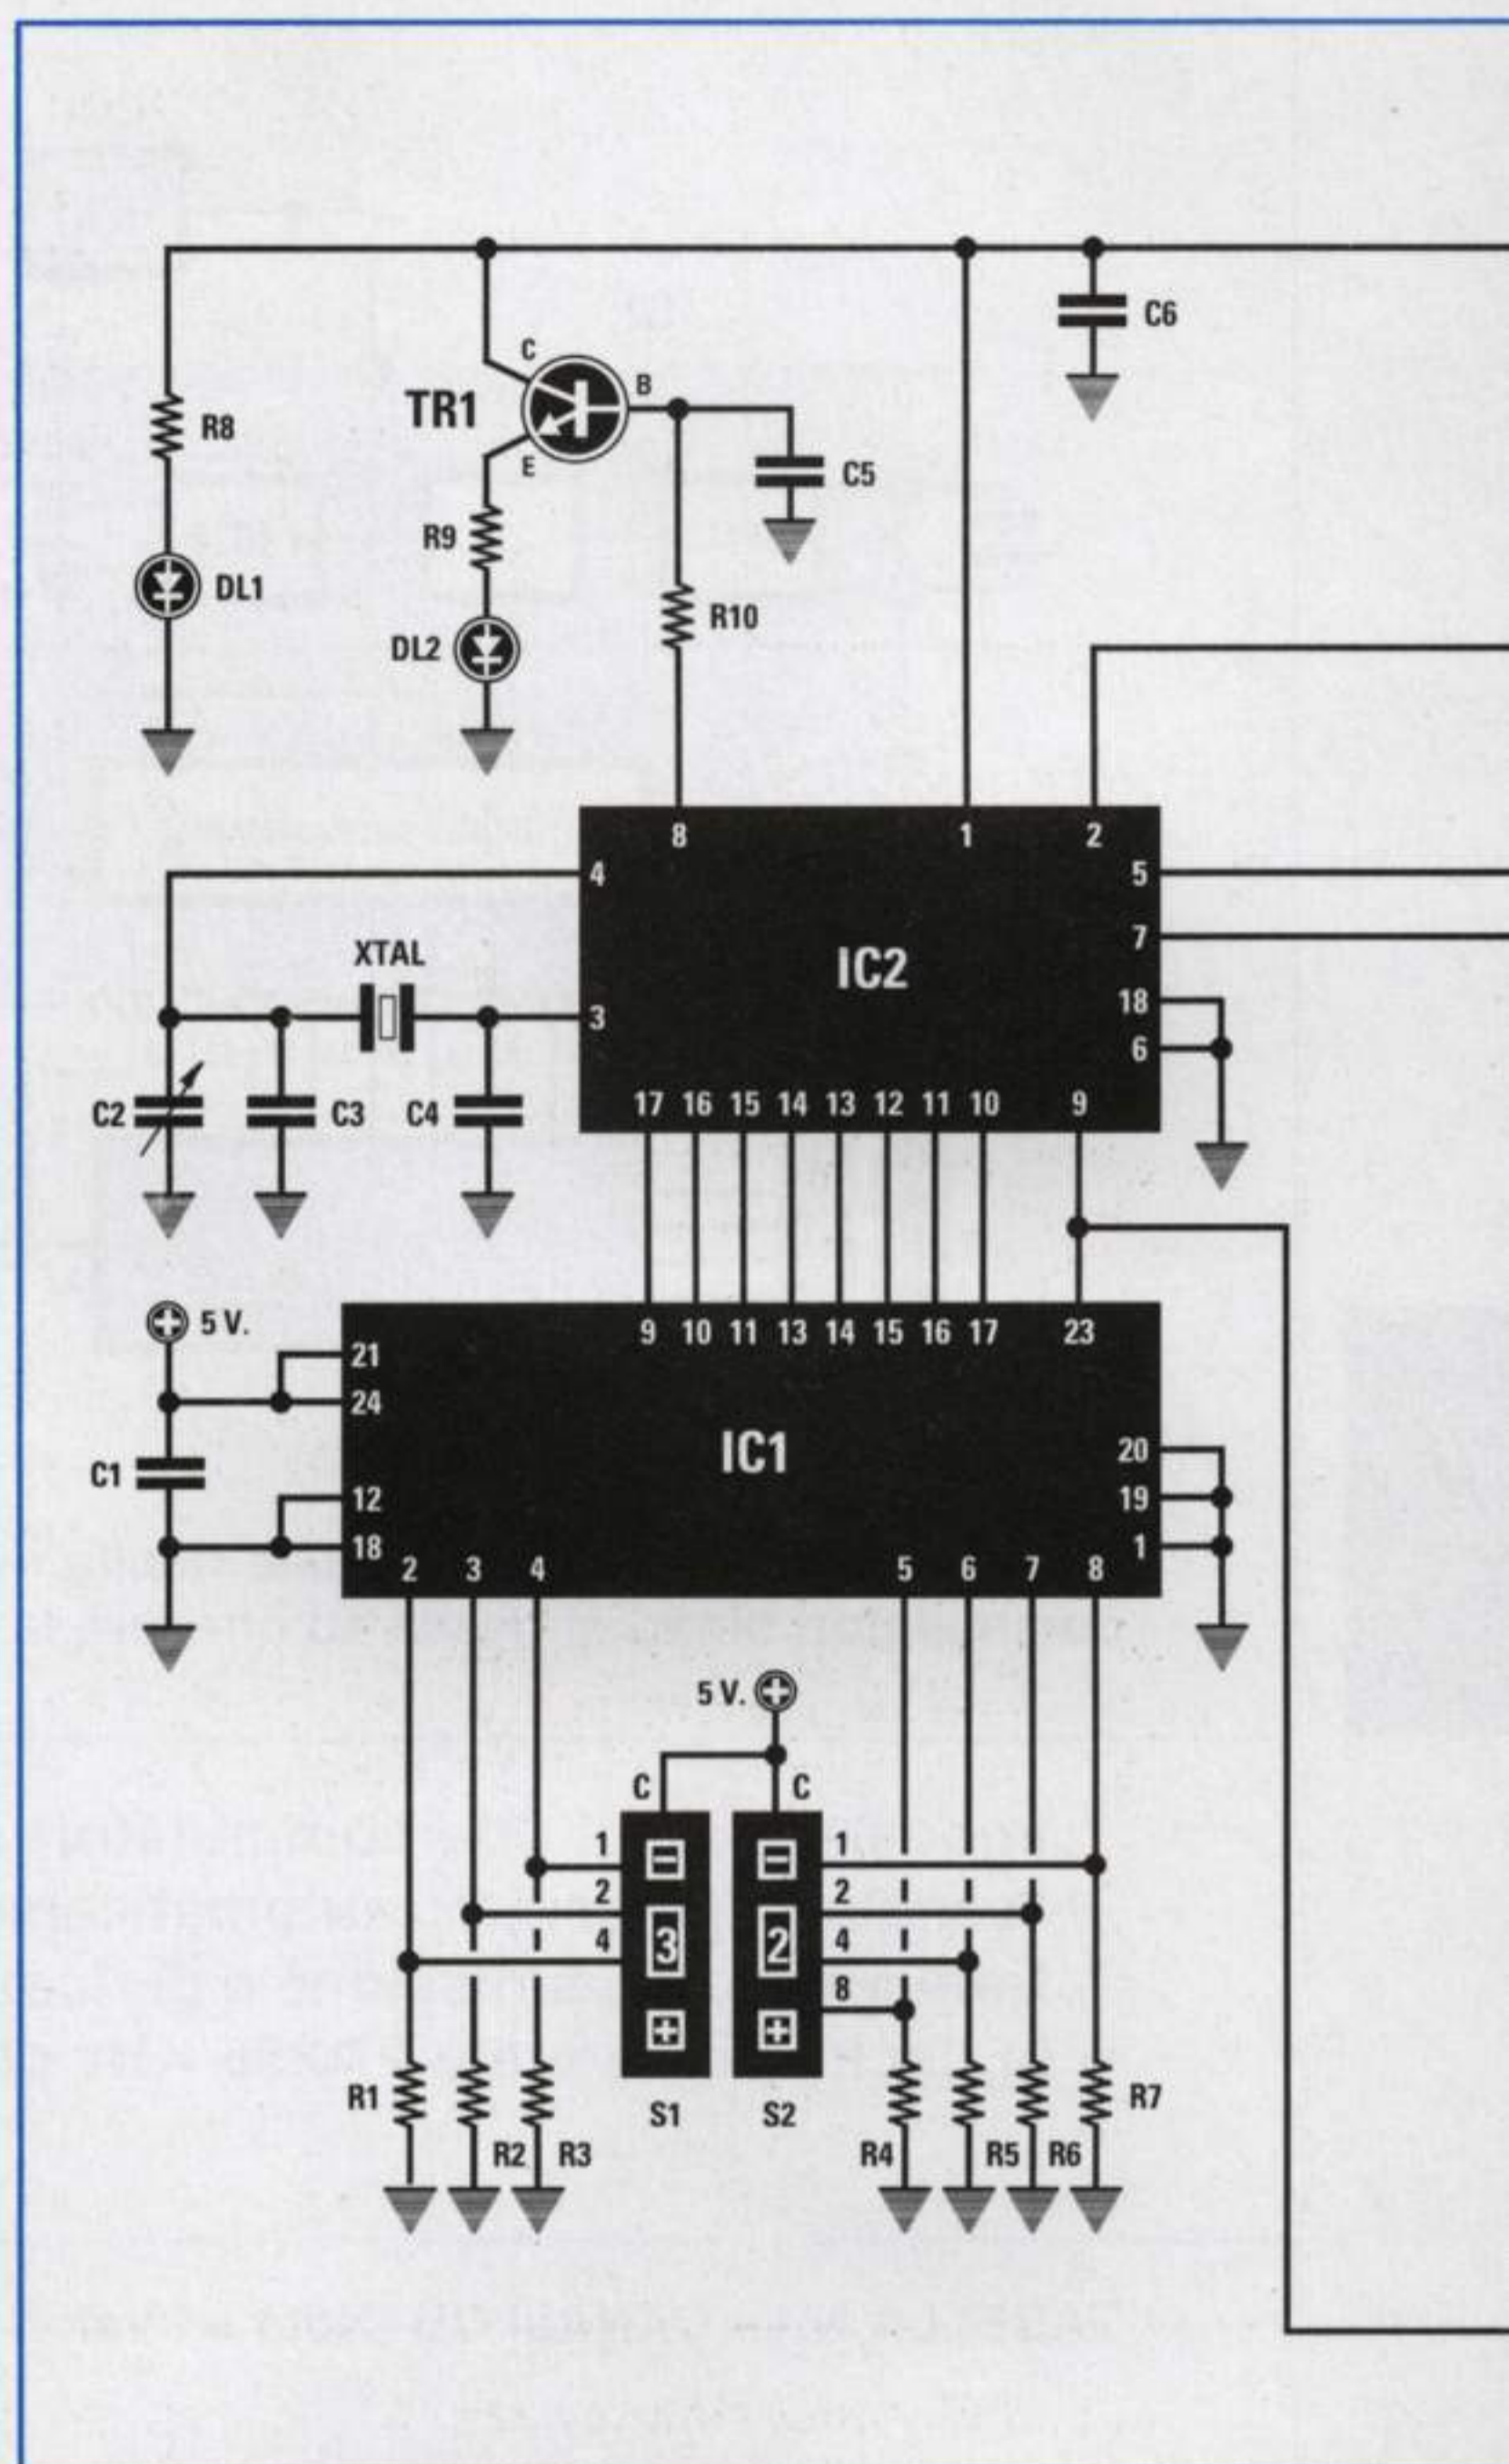 C6
C
TR1
B
R8
E
C5
R9
DL1
R10
DL2
8 1 2
4
5
XTAL
7
IC2
18
3
6
C2
C3
C4
17 16 15 14 13 12 11 10 9
5 V.
9 10 11 13 14 15 16 17 23
21
24
IC1
C1
20
12
19
18
1
2 3 4 5 6 7 8
5 V.
C C
1 1
2 2
4 3 2 4
8
R1
R7
S1 S2
R2 R3
R4 R5 R6